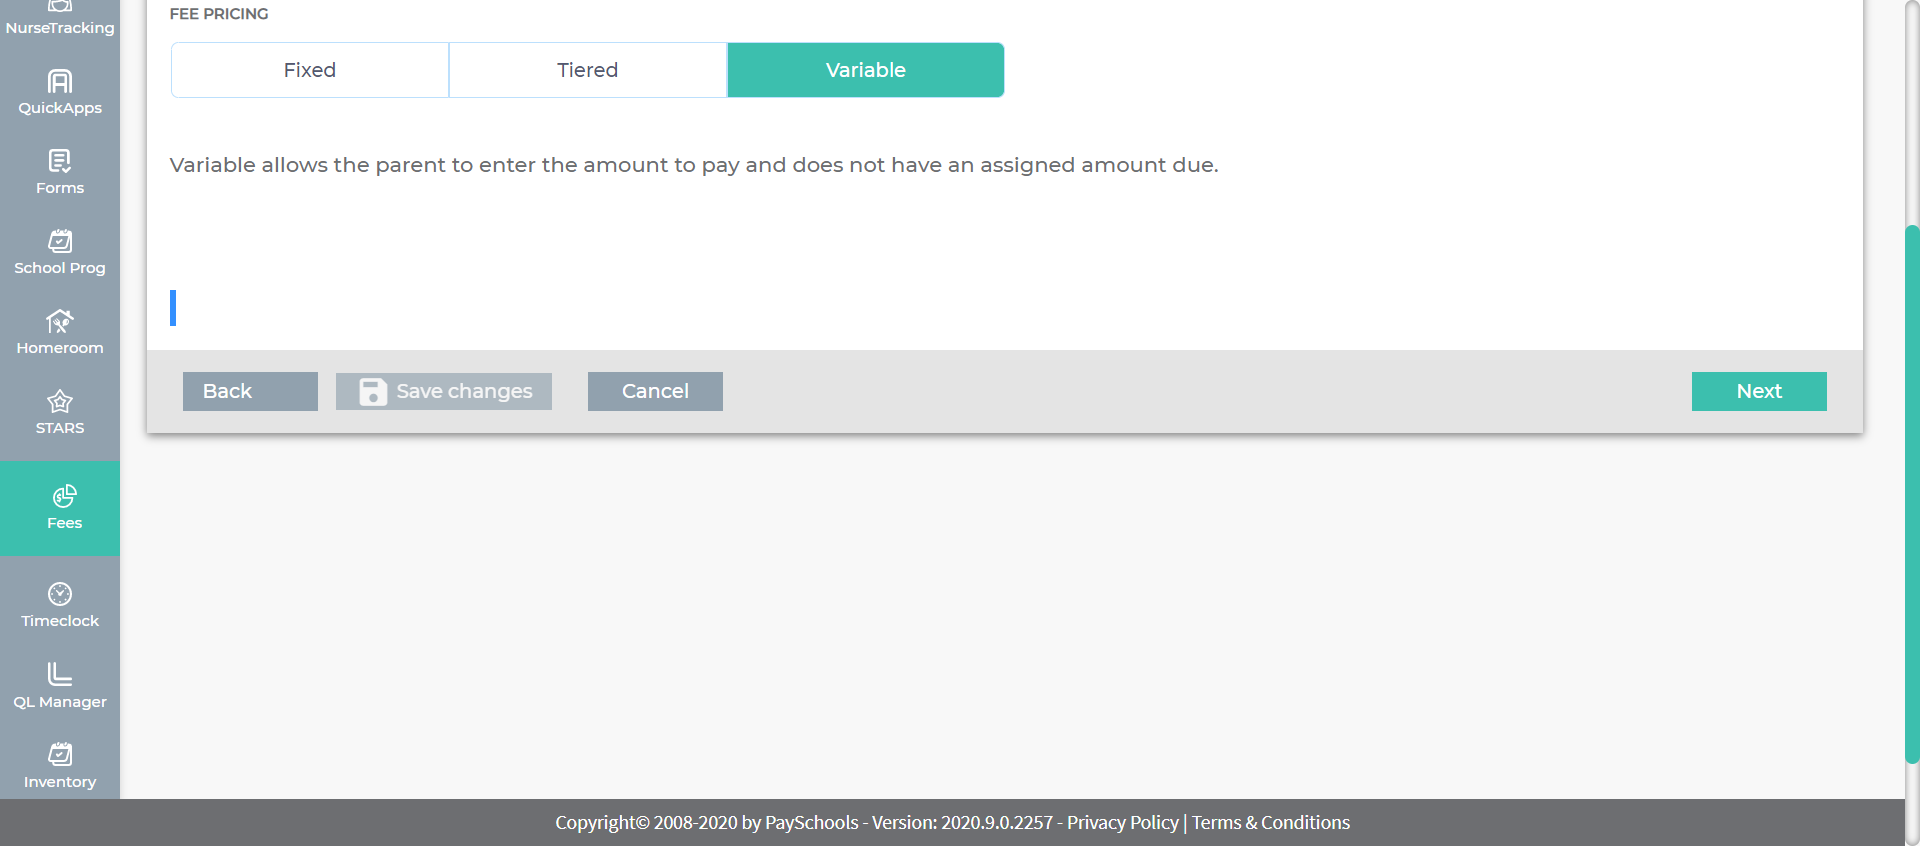 NurseTracking
QuickApps
Forms
School Prog
Homeroom
STARS
Fees
Timeclock
QL Manager
Inventory
FEE PRICING
Fixed
Tiered
Variable
Variable allows the parent to enter the amount to pay and does not have an assigned amount due.
Back
Save changes
Cancel
Next
Copyright© 2008-2020 by PaySchools - Version: 2020.9.0.2257 - Privacy Policy | Terms & Conditions